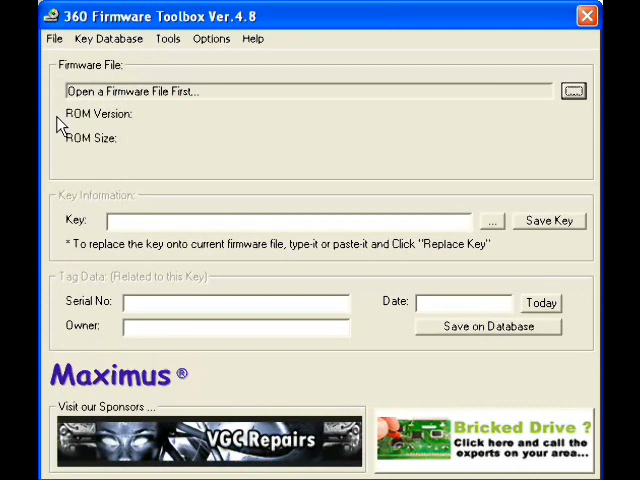 360 Firmware Toolbox Ver.4.8
File Key Database Tools Options Help
Firmware File:
Open a Firmware File First...
...
ROM Version:
ROM Size:
Key Information:
Key: ... Save Key
* To replace the key onto current firmware file, type-it or paste-it and Click "Replace Key"
Tag Data: (Related to this Key)
Serial No: Date: Today
Owner: Save on Database
Maximus ®
Visit our Sponsors ...
VGC Repairs
Bricked Drive ?
Click here and call the
experts on your area...